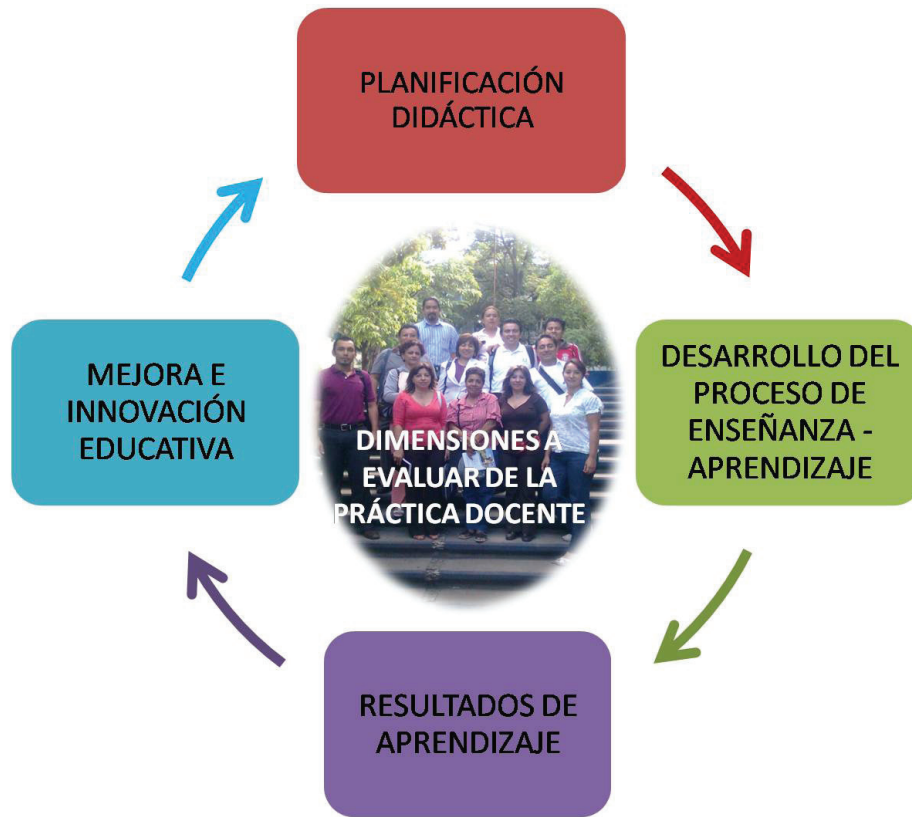 PLANIFICACIÓN
DIDÁCTICA
DESARROLLO DEL
PROCESO DE
ENSEÑANZA -
APRENDIZAJE
RESULTADOS DE
APRENDIZAJE
MEJORA E
INNOVACIÓN
EDUCATIVA
DIMENSIONES A
EVALUAR DE LA
PRÁCTICA DOCENTE